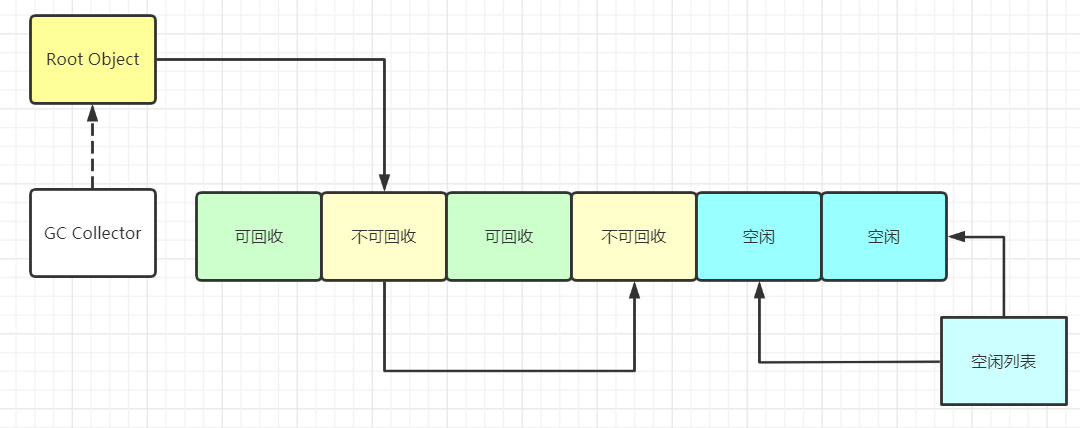 Root Object
GC Collector
可回收
不可回收
可回收
不可回收
空闲
空闲
空闲列表